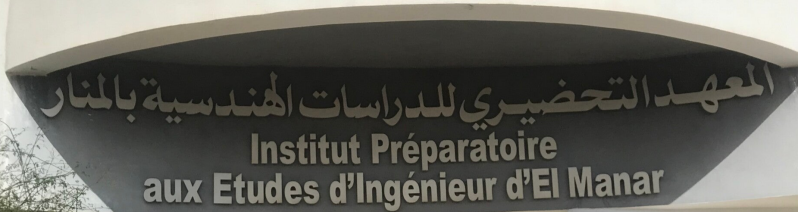 المعهد التحضيري للدراسات الهندسية بالمنار
Institut Préparatoire
aux Etudes d'Ingénieur d'El Manar